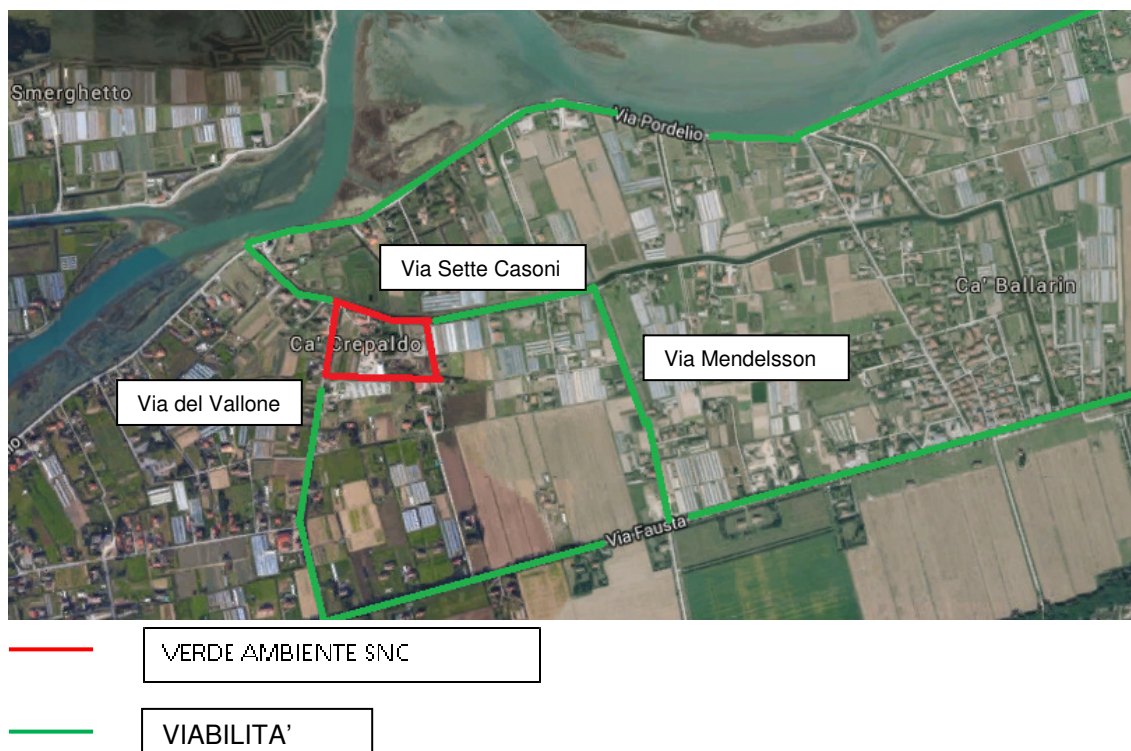 Smerghetto
Via Pordelio
Via Sette Casoni
Ca' Ballarin
Ca' Crepaldo
Via Mendelsson
Via del Vallone
Via Fausta
VERDE AMBIENTE SNC
VIABILITA’